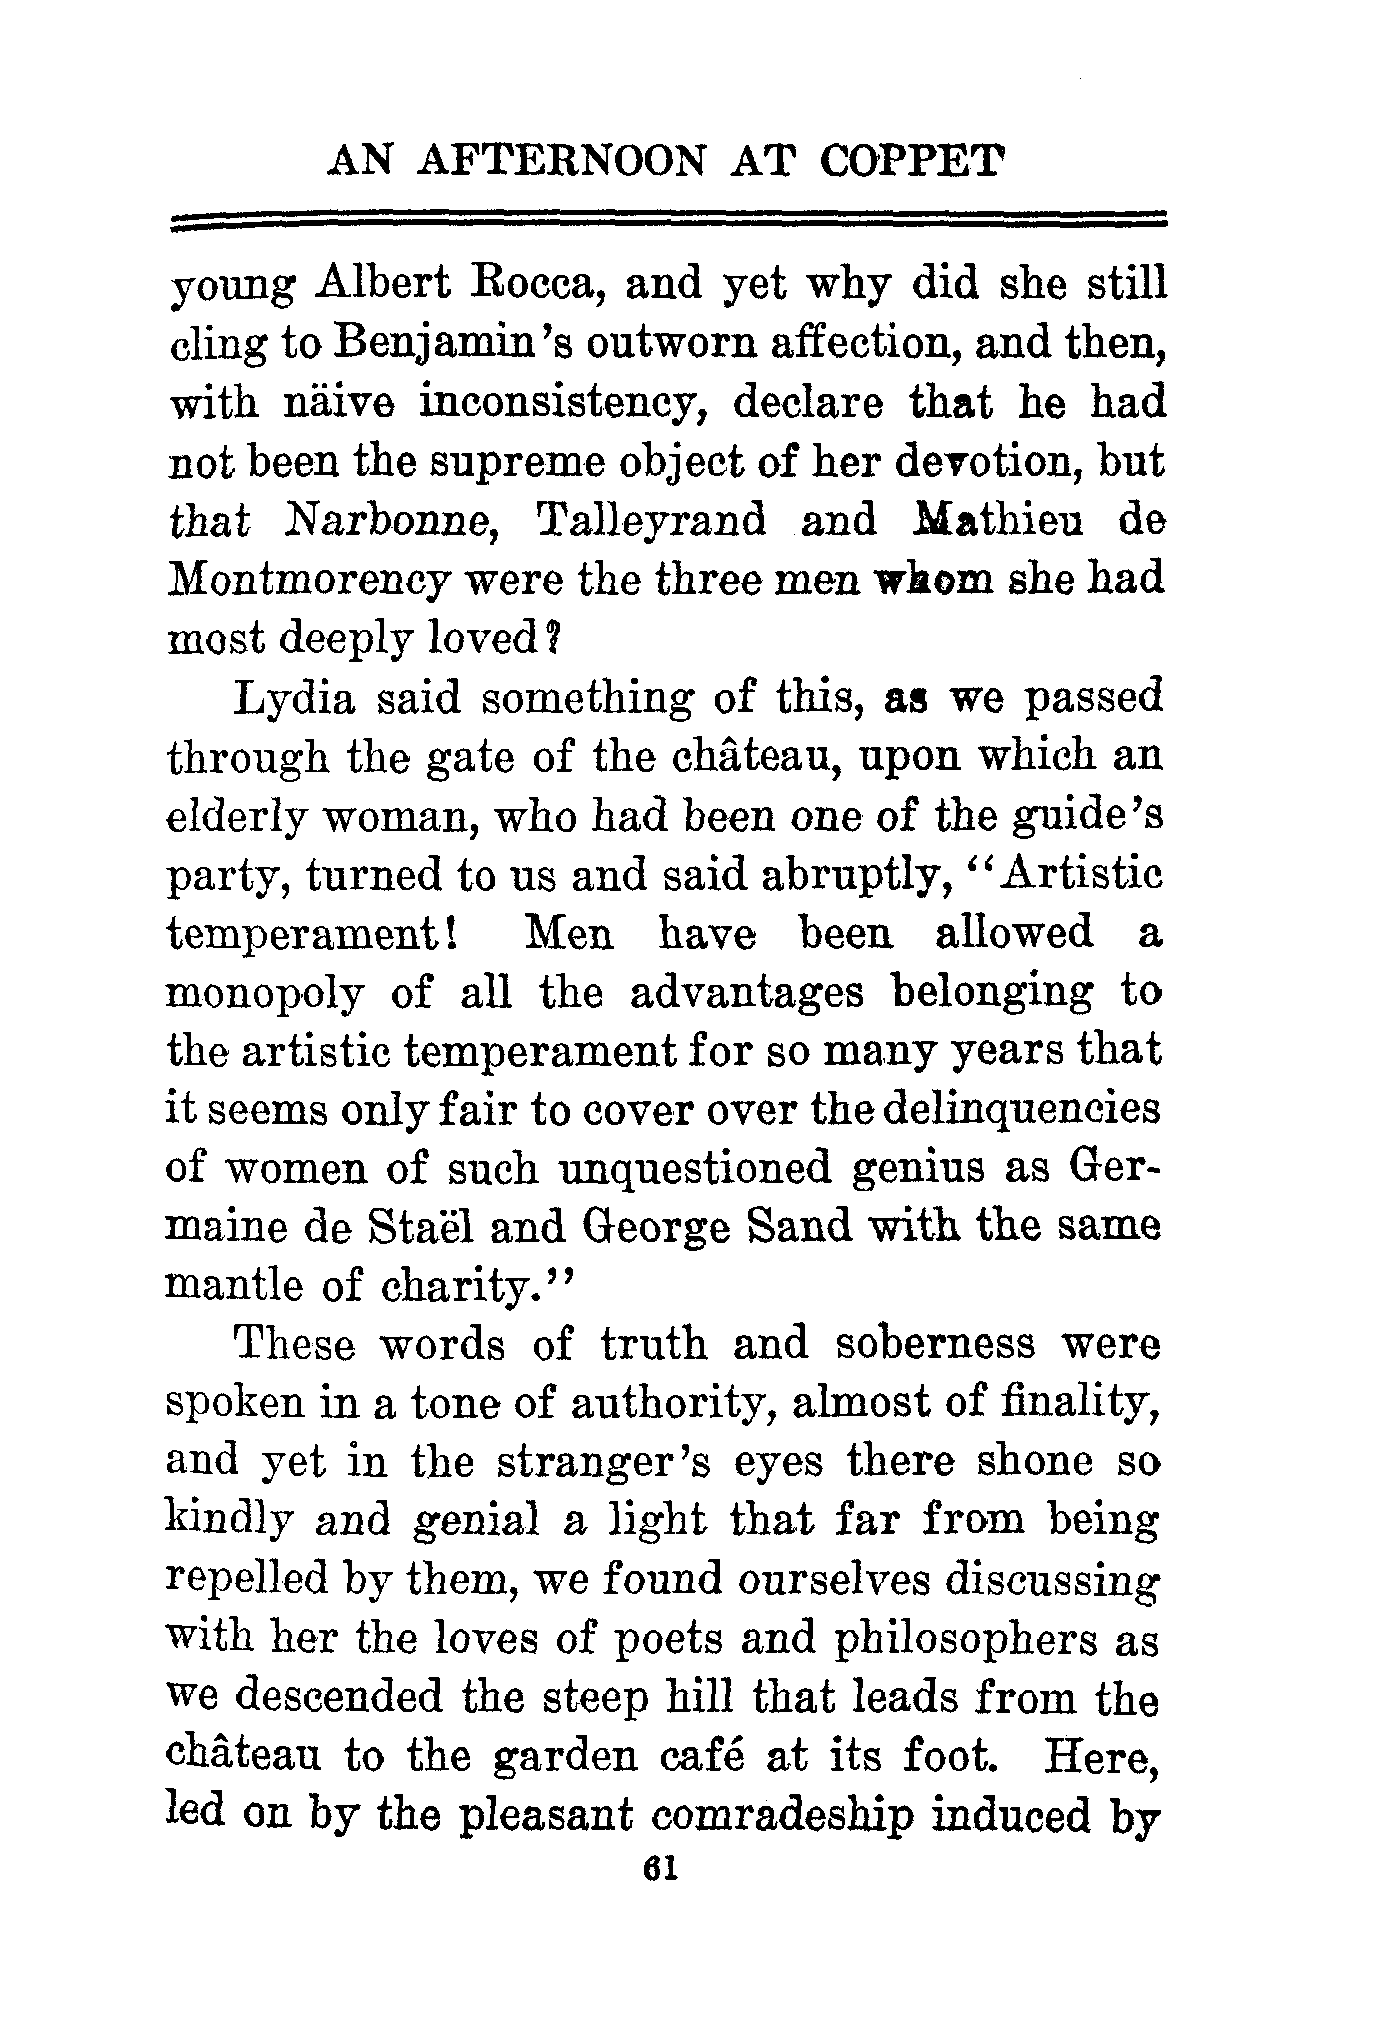 AN AFTERNOON AT COPPET
young Albert Rocca, and yet why did she still
cling to Benjamin's outworn affection, and then,
with näive inconsistency, declare that he had
not been the supreme object of her devotion, but
that Narbonne, Talleyrand and Mathieu de
Montmorency were the three men whom she had
most deeply loved?
Lydia said something of this, as we passed
through the gate of the château, upon which an
elderly woman, who had been one of the guide's
party, turned to us and said abruptly, "Artistic
temperament! Men have been allowed a
monopoly of all the advantages belonging to
the artistic temperament for so many years that
it seems only fair to cover over the delinquencies
of women of such unquestioned genius as Ger-
maine de Staël and George Sand with the same
mantle of charity."
These words of truth and soberness were
spoken in a tone of authority, almost of finality,
and yet in the stranger's eyes there shone so
kindly and genial a light that far from being
repelled by them, we found ourselves discussing
with her the loves of poets and philosophers as
we descended the steep hill that leads from the
château to the garden café at its foot. Here,
led on by the pleasant comradeship induced by
61